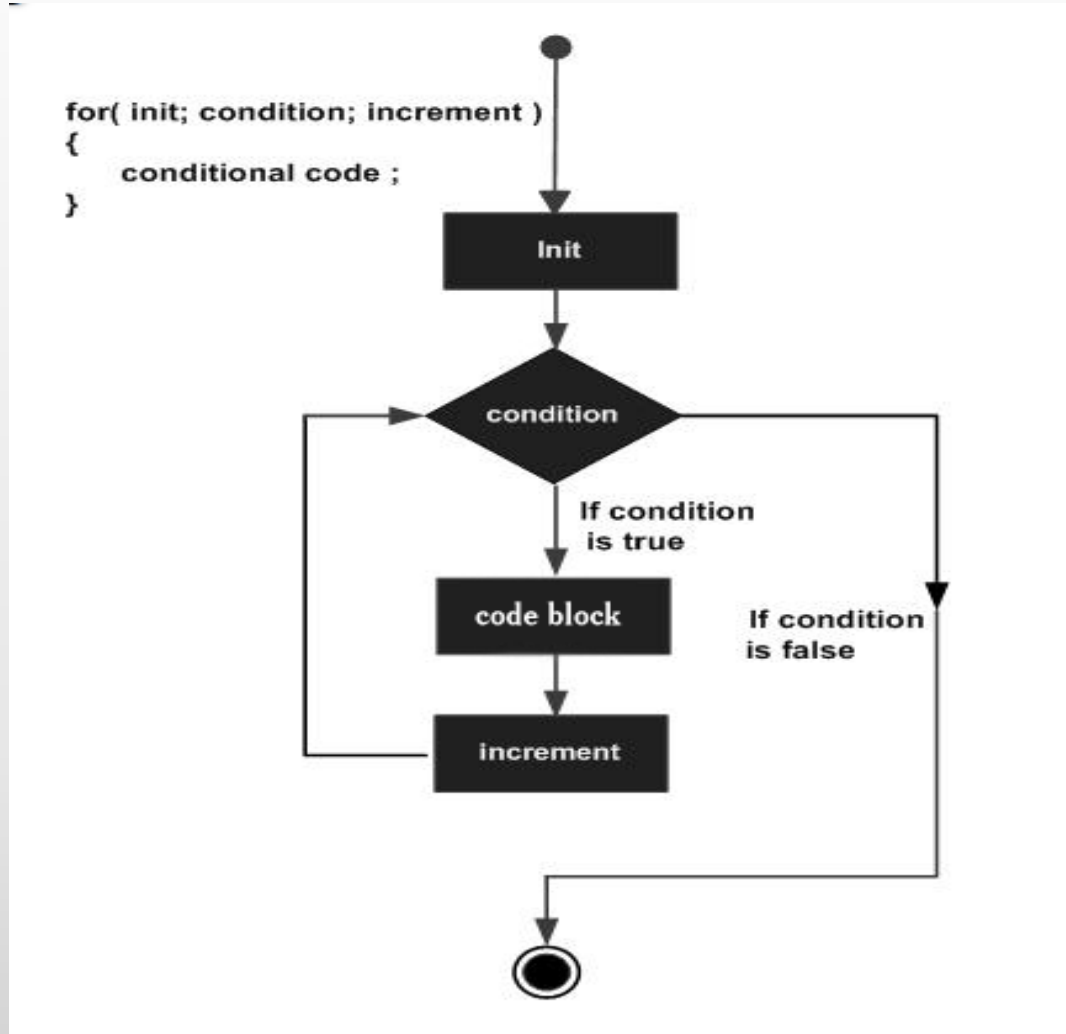 for( init; condition; increment )
{
conditional code ;
}
Init
condition
If condition
is true
code block
If condition
is false
increment